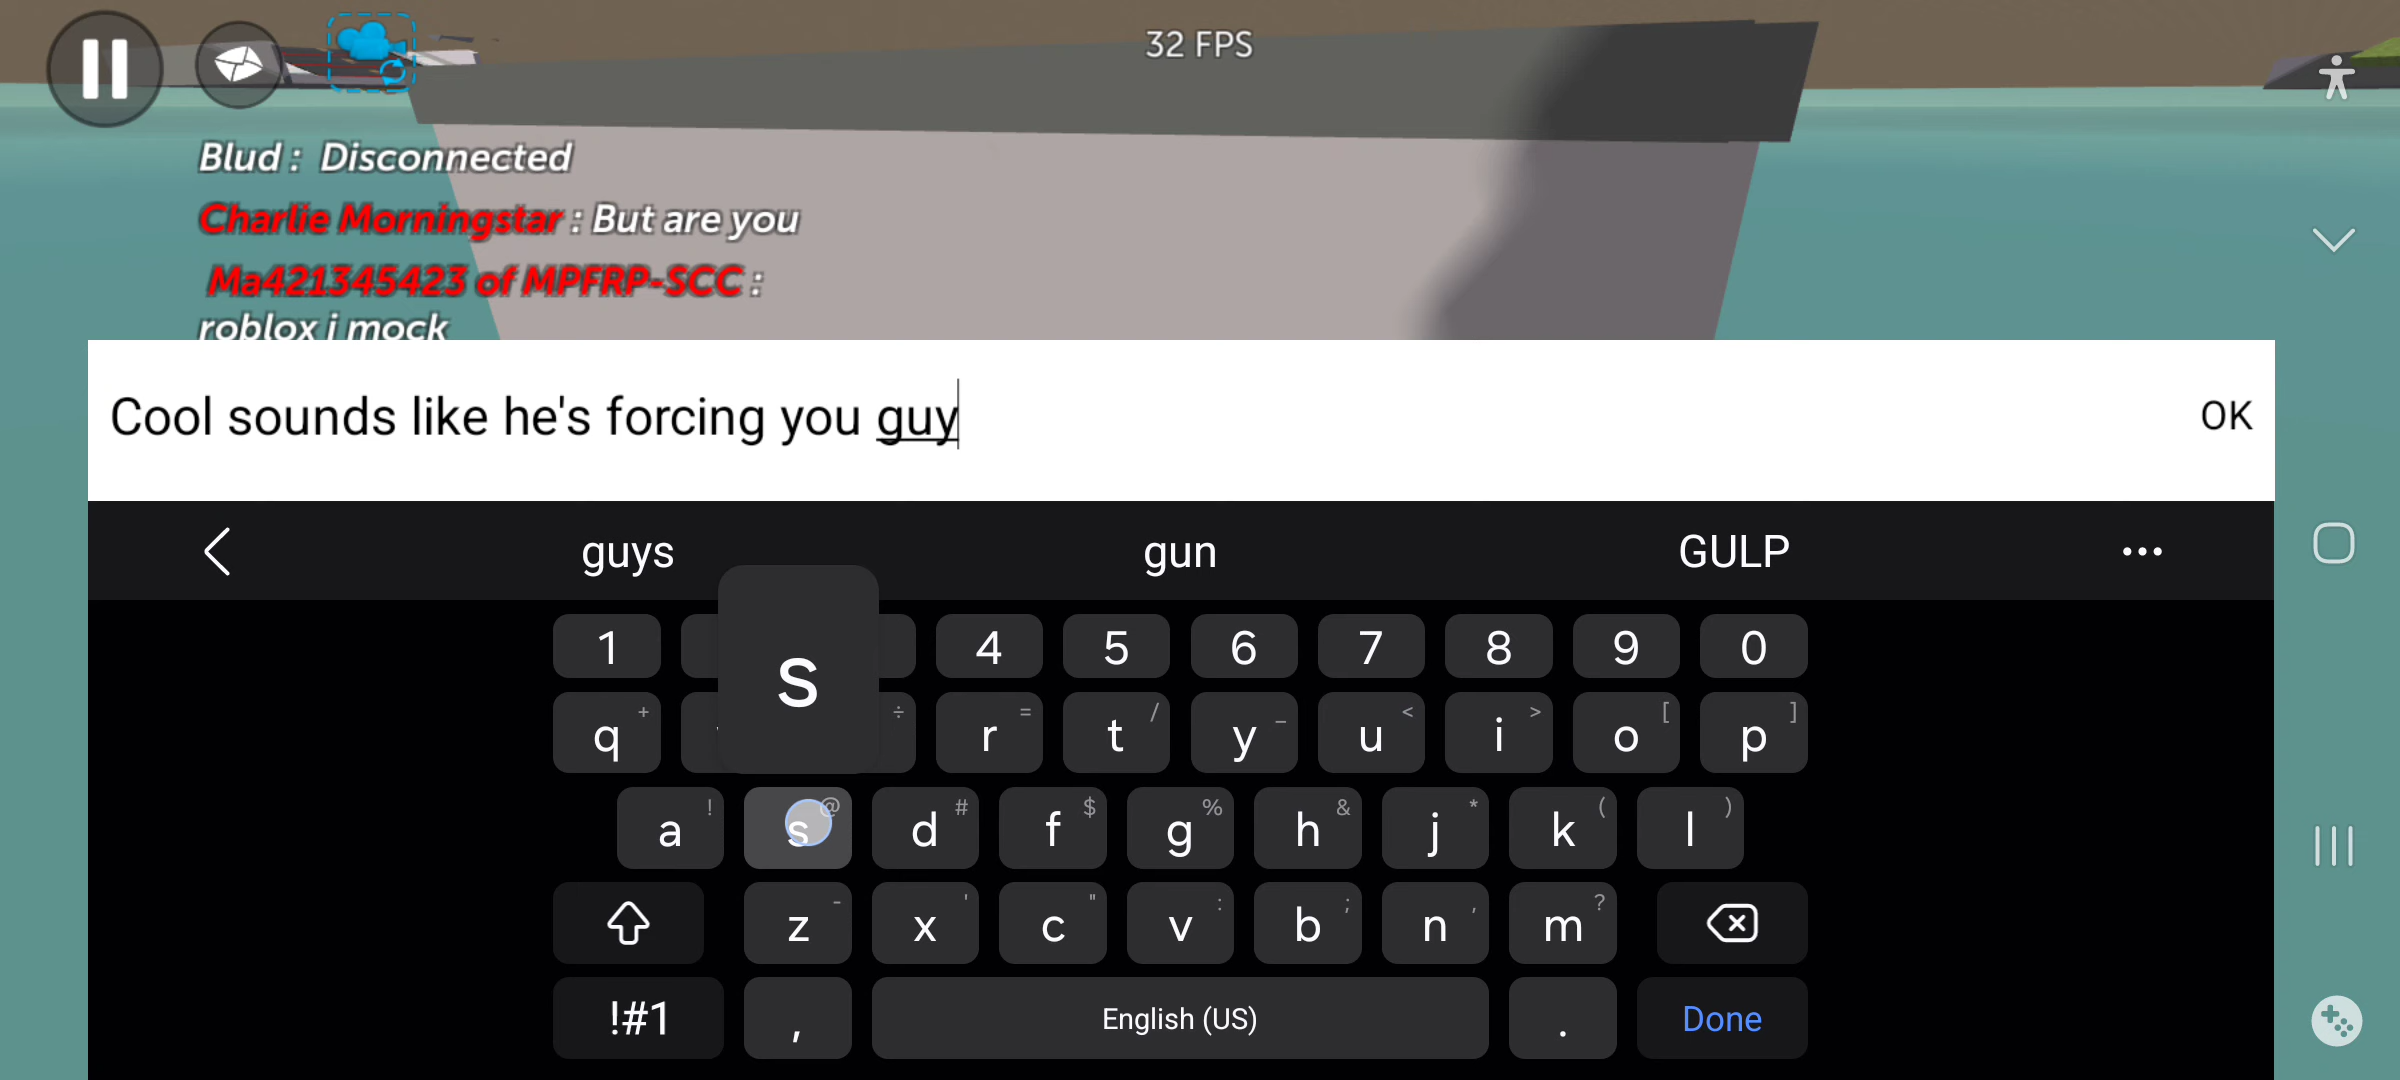 32 FPS
Blud : Disconnected
Charlie Morningstar : But are you
Ma421345423 of MPFRP-SCC :
roblox i mock
Cool sounds like he's forcing you guy
OK
guys gun GULP
s
1 4 5 6 7 8 9 0
q + ÷ r = t / y _ u < i > o [ p ]
a ! s @ d # f $ g % h & j * k ( l )
z - x ' c " v : b ; n , m ?
!#1 , English (US) . Done